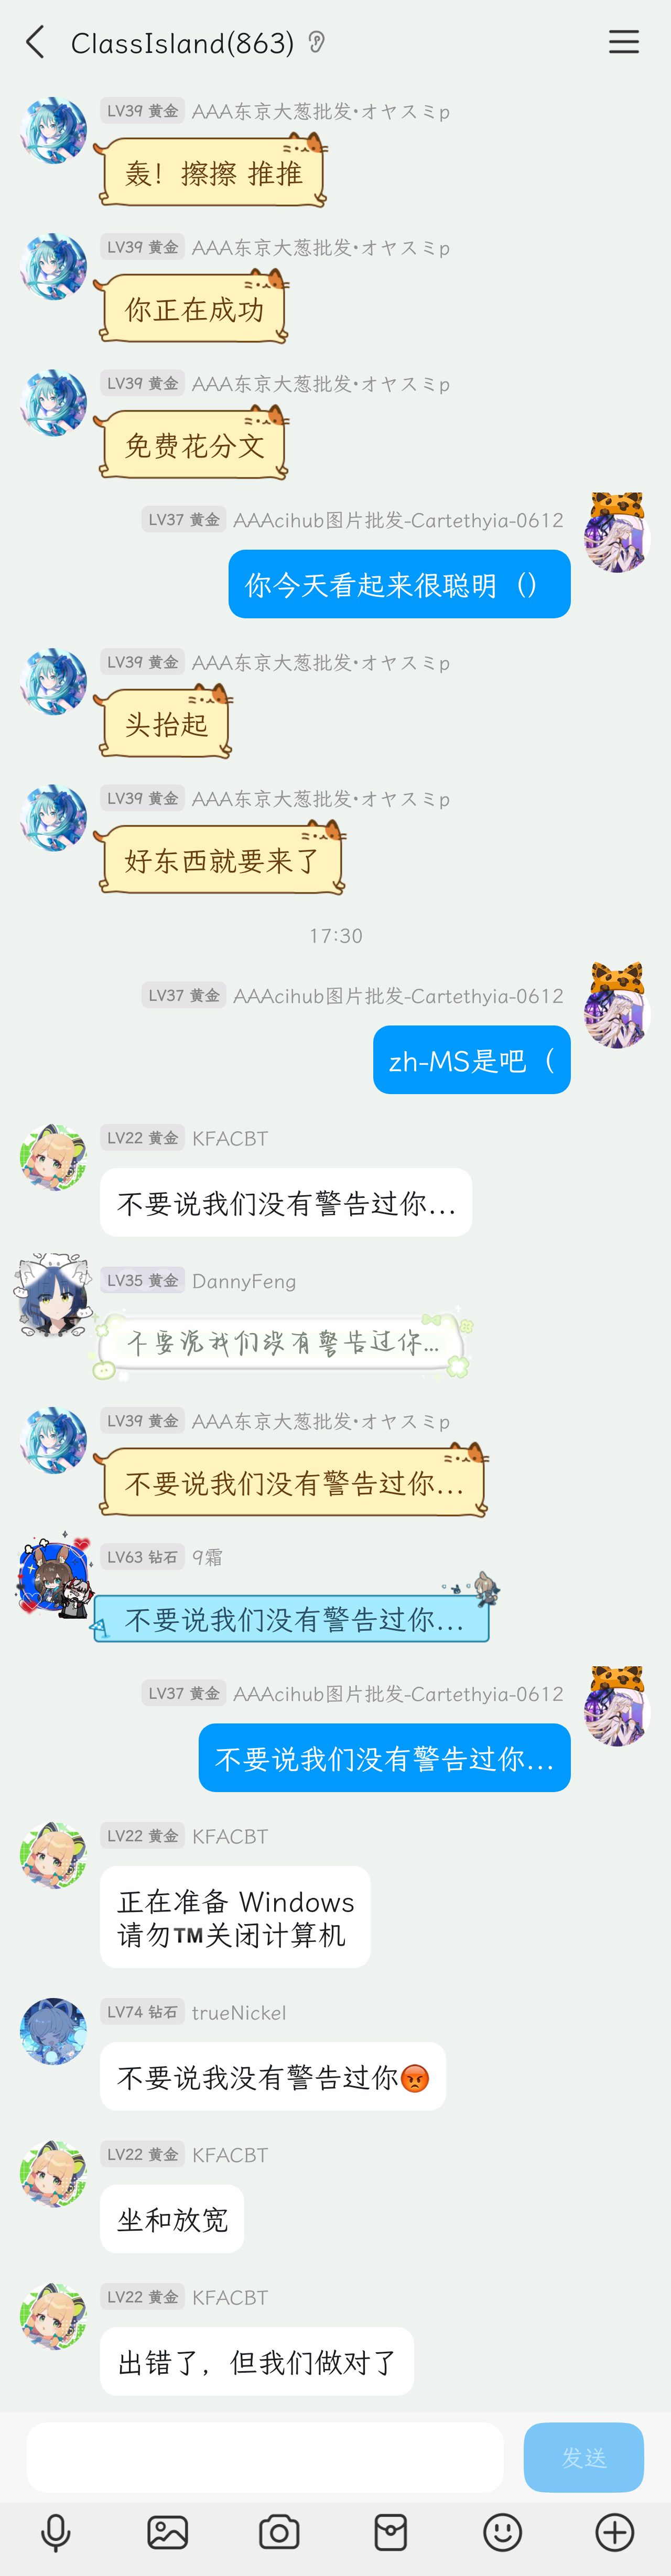 ClassIsland(863)
LV39 黄金 AAA东京大葱批发•オヤスミp
轰！擦擦 推推
LV39 黄金 AAA东京大葱批发•オヤスミp
你正在成功
LV39 黄金 AAA东京大葱批发•オヤスミp
免费花分文
LV37 黄金 AAAcihub图片批发-Cartethyia-0612
你今天看起来很聪明（）
LV39 黄金 AAA东京大葱批发•オヤスミp
头抬起
LV39 黄金 AAA东京大葱批发•オヤスミp
好东西就要来了
17:30
LV37 黄金 AAAcihub图片批发-Cartethyia-0612
zh-MS是吧（
LV22 黄金 KFACBT
不要说我们没有警告过你...
LV35 黄金 DannyFeng
不要说我们没有警告过你...
LV39 黄金 AAA东京大葱批发•オヤスミp
不要说我们没有警告过你...
LV63 钻石 9霜
不要说我们没有警告过你...
LV37 黄金 AAAcihub图片批发-Cartethyia-0612
不要说我们没有警告过你...
LV22 黄金 KFACBT
正在准备 Windows
请勿™关闭计算机
LV74 钻石 trueNickel
不要说我没有警告过你😡
LV22 黄金 KFACBT
坐和放宽
LV22 黄金 KFACBT
出错了，但我们做对了
发送